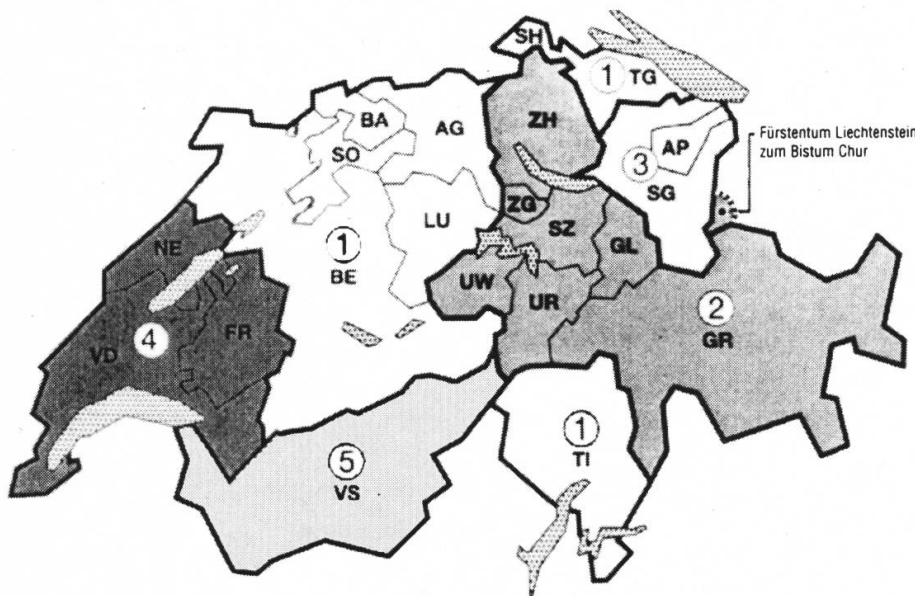 SH
1 TG
BA
AG
ZH
SO
3
AP
SG
Fürstentum Liechtenstein
zum Bistum Chur
ZG
LU
SZ
NE
1
BE
GL
UW
UR
2
GR
4
VD
FR
1
TI
5
VS